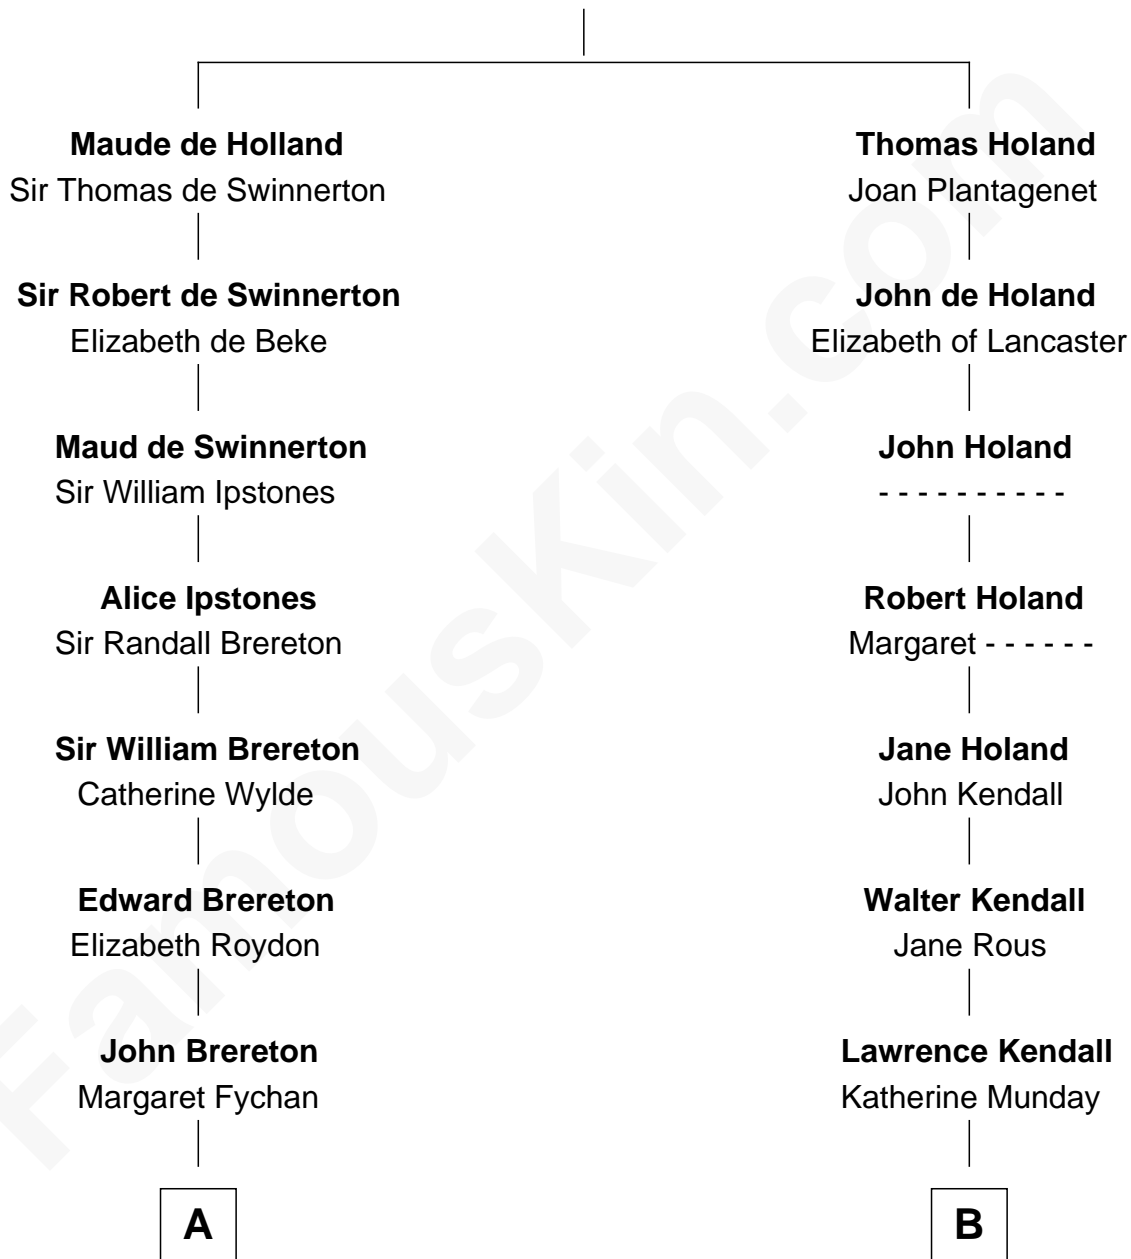 Maude de Holland
Sir Thomas de Swinnerton
Sir Robert de Swinnerton
Elizabeth de Beke
Maud de Swinnerton
Sir William Ipstones
Alice Ipstones
Sir Randall Brereton
Sir William Brereton
Catherine Wylde
Edward Brereton
Elizabeth Roydon
John Brereton
Margaret Fychan
A
Thomas Holand
Joan Plantagenet
John de Holand
Elizabeth of Lancaster
John Holand
- - - - - - - - - -
Robert Holand
Margaret - - - - - -
Jane Holand
John Kendall
Walter Kendall
Jane Rous
Lawrence Kendall
Katherine Munday
B
FamousKin.com